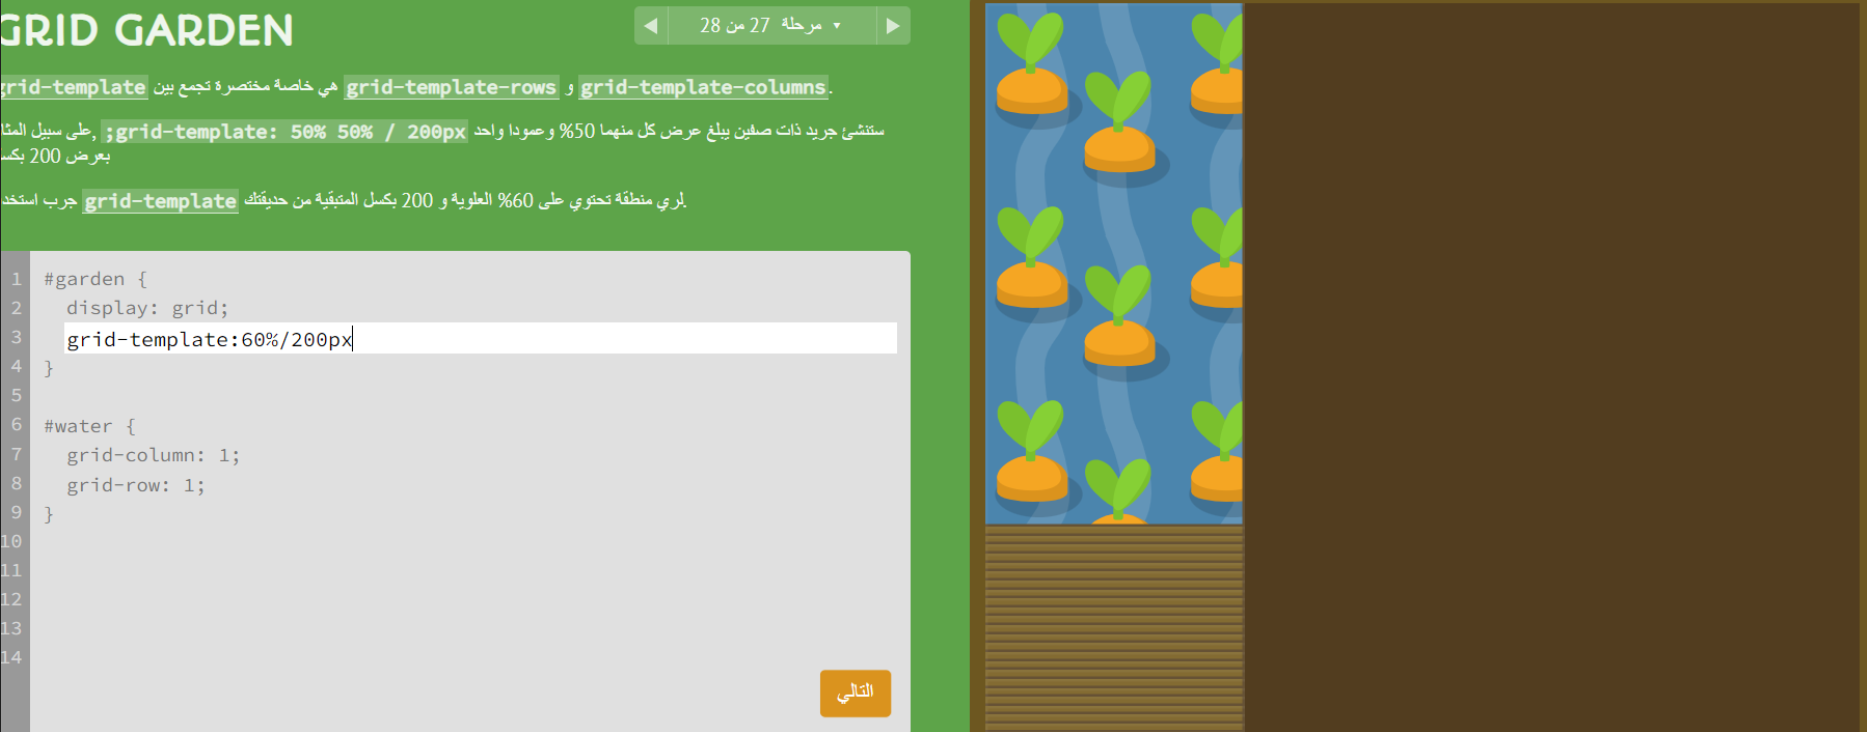 GRID GARDEN
◀ مرحلة 27 من 28 ▾ ▶
grid-template هي خاصة مختصرة تجمع بين grid-template-rows و grid-template-columns.
على سبيل, ;grid-template: 50% 50% / 200px ستنشئ جريد ذات صفين يبلغ عرض كل منهما 50% وعمودا واحد
بعرض 200
جرب grid-template لري منطقة تحتوي على 60% العلوية و 200 بكسل المتبقية من حديقتك.
1 #garden {
2 display: grid;
3 grid-template:60%/200px
4 }
5
6 #water {
7 grid-column: 1;
8 grid-row: 1;
9 }
10
11
12
13
14
التالي